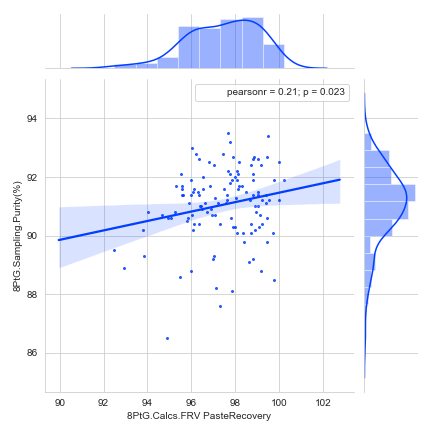 pearsonr = 0.21; p = 0.023
94
92
90
88
86
8PtG.Sampling.Purity(%)
90 92 94 96 98 100 102
8PtG.Calcs.FRV PasteRecovery